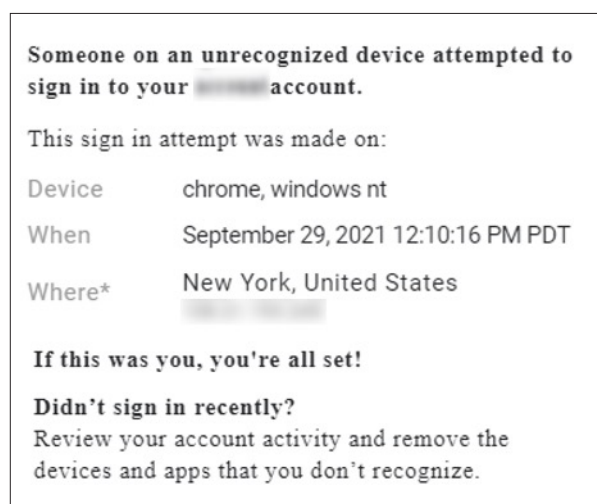 Someone on an unrecognized device attempted to
sign in to your account.
This sign in attempt was made on:
Device chrome, windows nt
When September 29, 2021 12:10:16 PM PDT
Where* New York, United States
If this was you, you're all set!
Didn’t sign in recently?
Review your account activity and remove the
devices and apps that you don’t recognize.